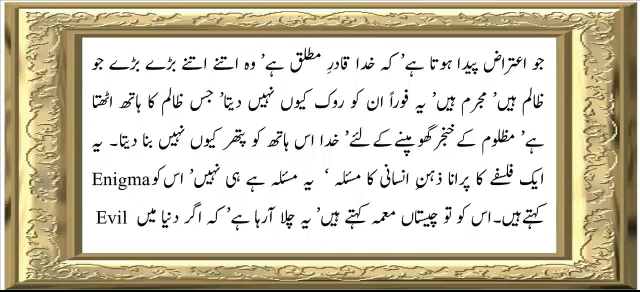 جو اعتراض پیدا ہوتا ہے’ کہ خدا قادرِ مطلق ہے’ وہ اتنے اتنے بڑے بڑے جو
ظالم ہیں’ مجرم ہیں’ یہ فوراً ان کو روک کیوں نہیں دیتا’ جس ظالم کا ہاتھ اٹھتا
ہے’ مظلوم کے خنجر گھوپنے کے لئے’ خدا اس ہاتھ کو پتھر کیوں نہیں بنا دیتا۔ یہ
ایک فلسفے کا پرانا ذہنِ انسانی کا مسئلہ ‘ یہ مسئلہ ہے ہی نہیں’ اس کو Enigma
کہتے ہیں۔ اس کو تو چیستاں معمہ کہتے ہیں’ یہ چلا آرہا ہے’ کہ اگر دنیا میں Evil